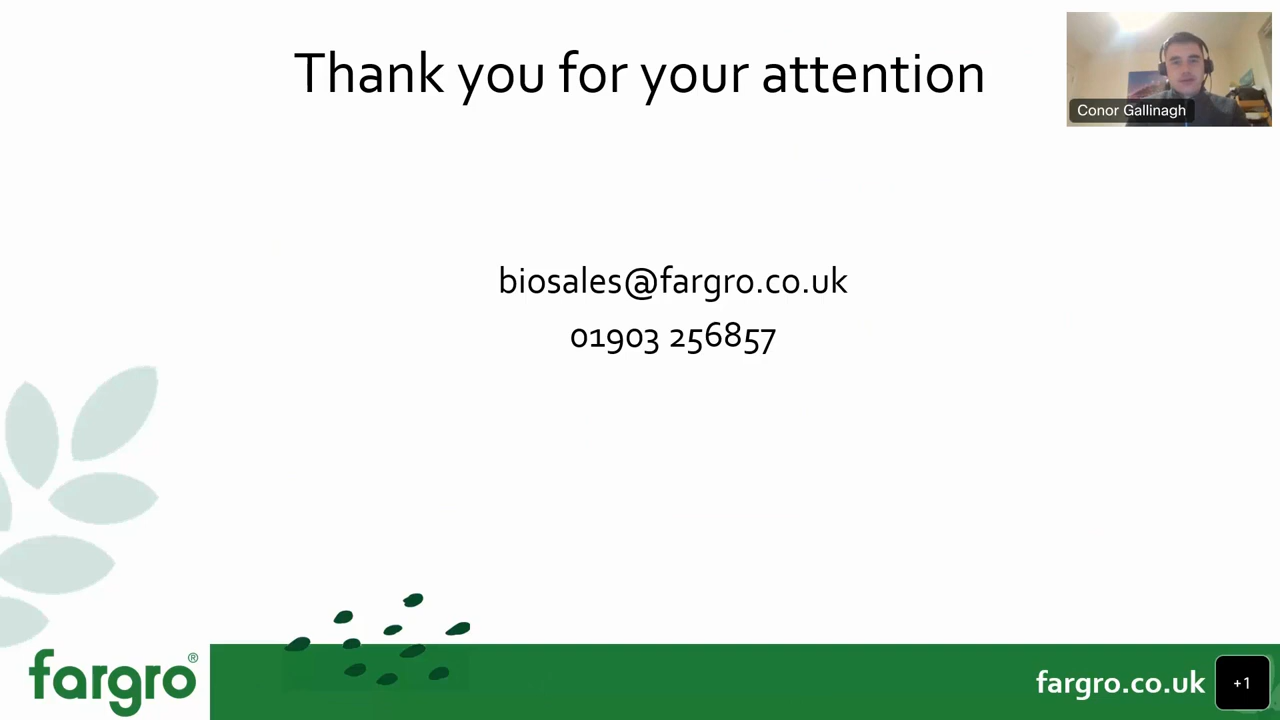 Thank you for your attention
Conor Gallinagh
biosales@fargro.co.uk
01903 256857
fargro®
fargro.co.uk
+1